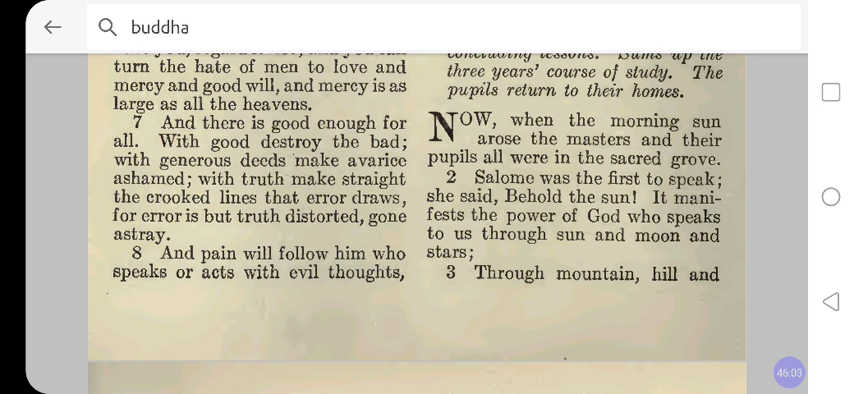 buddha
turn the hate of men to love and
mercy and good will, and mercy is as
large as all the heavens.
7 And there is good enough for
all. With good destroy the bad;
with generous deeds make avarice
ashamed; with truth make straight
the crooked lines that error draws,
for error is but truth distorted, gone
astray.
8 And pain will follow him who
speaks or acts with evil thoughts,
concluding lessons. Sums up the
three years' course of study. The
pupils return to their homes.
NOW, when the morning sun
arose the masters and their
pupils all were in the sacred grove.
2 Salome was the first to speak;
she said, Behold the sun! It mani-
fests the power of God who speaks
to us through sun and moon and
stars;
3 Through mountain, hill and
46:03